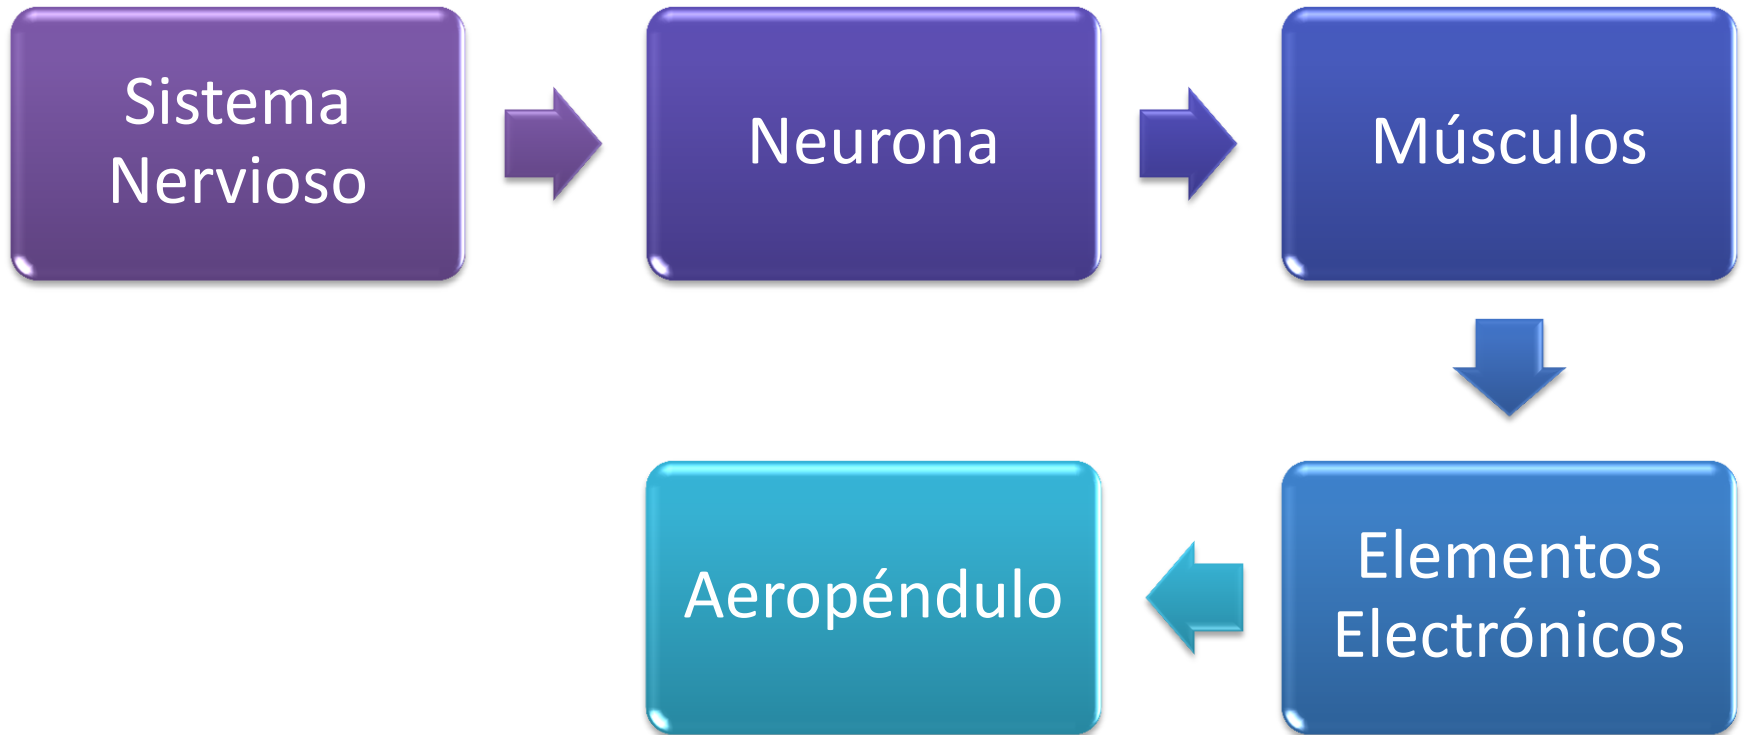 Sistema
Nervioso
Neurona
Músculos
Elementos
Electrónicos
Aeropéndulo